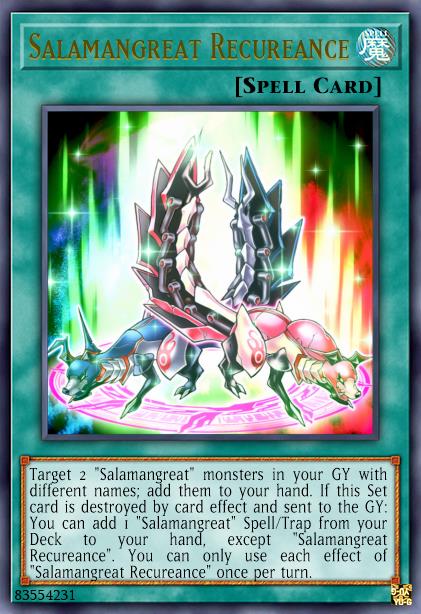 Salamangreat Recureance
SPELL
魔
[Spell Card]
Target 2 "Salamangreat" monsters in your GY with
different names; add them to your hand. If this Set
card is destroyed by card effect and sent to the GY:
You can add 1 "Salamangreat" Spell/Trap from your
Deck to your hand, except "Salamangreat
Recureance". You can only use each effect of
"Salamangreat Recureance" once per turn.
83554231